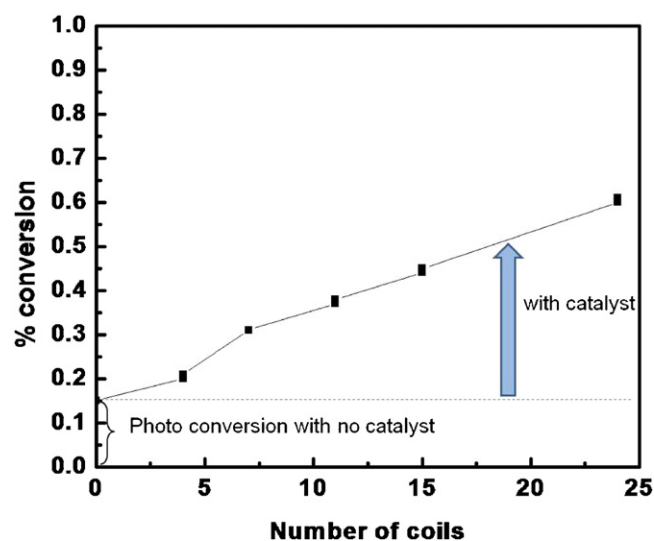 1.0
0.9
0.8
0.7
0.6
0.5
0.4
0.3
0.2
0.1
0.0
% conversion
with catalyst
Photo conversion with no catalyst
0 5 10 15 20 25
Number of coils